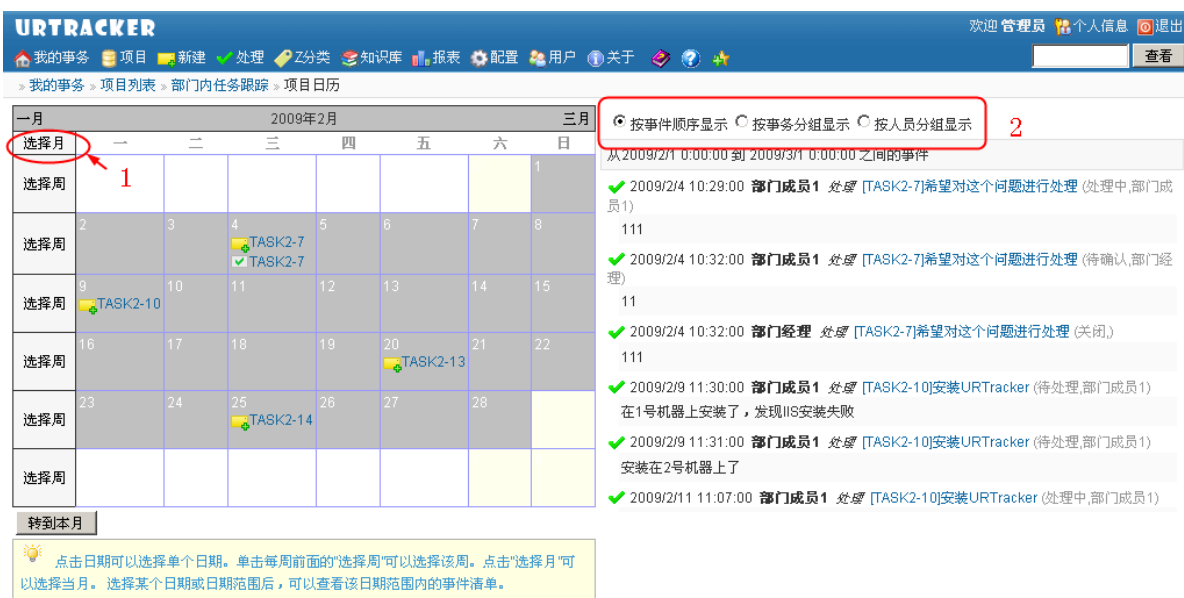 URTRACKER
欢迎 管理员 个人信息 退出
我的事务 项目 新建 处理 Z分类 知识库 报表 配置 用户 关于 查看
» 我的事务 » 项目列表 » 部门内任务跟踪 » 项目日历
一月 2009年2月 三月
选择月 一 二 三 四 五 六 日
1
选择周 1
选择周 2 3 4 5 6 7 8
TASK2-7
TASK2-7
选择周 9 10 11 12 13 14 15
TASK2-10
选择周 16 17 18 19 20 21 22
TASK2-13
选择周 23 24 25 26 27 28
TASK2-14
选择周
转到本月
点击日期可以选择单个日期。单击每周前面的"选择周"可以选择该周。点击"选择月"可
以选择当月。 选择某个日期或日期范围后，可以查看该日期范围内的事件清单。
按事件顺序显示 按事务分组显示 按人员分组显示
2
从2009/2/1 0:00:00 到 2009/3/1 0:00:00 之间的事件
2009/2/4 10:29:00 部门成员1 处理 [TASK2-7]希望对这个问题进行处理 (处理中,部门成
员1)
111
2009/2/4 10:32:00 部门成员1 处理 [TASK2-7]希望对这个问题进行处理 (待确认,部门经
理)
11
2009/2/4 10:32:00 部门经理 处理 [TASK2-7]希望对这个问题进行处理 (关闭,)
111
2009/2/9 11:30:00 部门成员1 处理 [TASK2-10]安装URTracker (待处理,部门成员1)
在1号机器上安装了，发现IIS安装失败
2009/2/9 11:31:00 部门成员1 处理 [TASK2-10]安装URTracker (待处理,部门成员1)
安装在2号机器上了
2009/2/11 11:07:00 部门成员1 处理 [TASK2-10]安装URTracker (处理中,部门成员1)